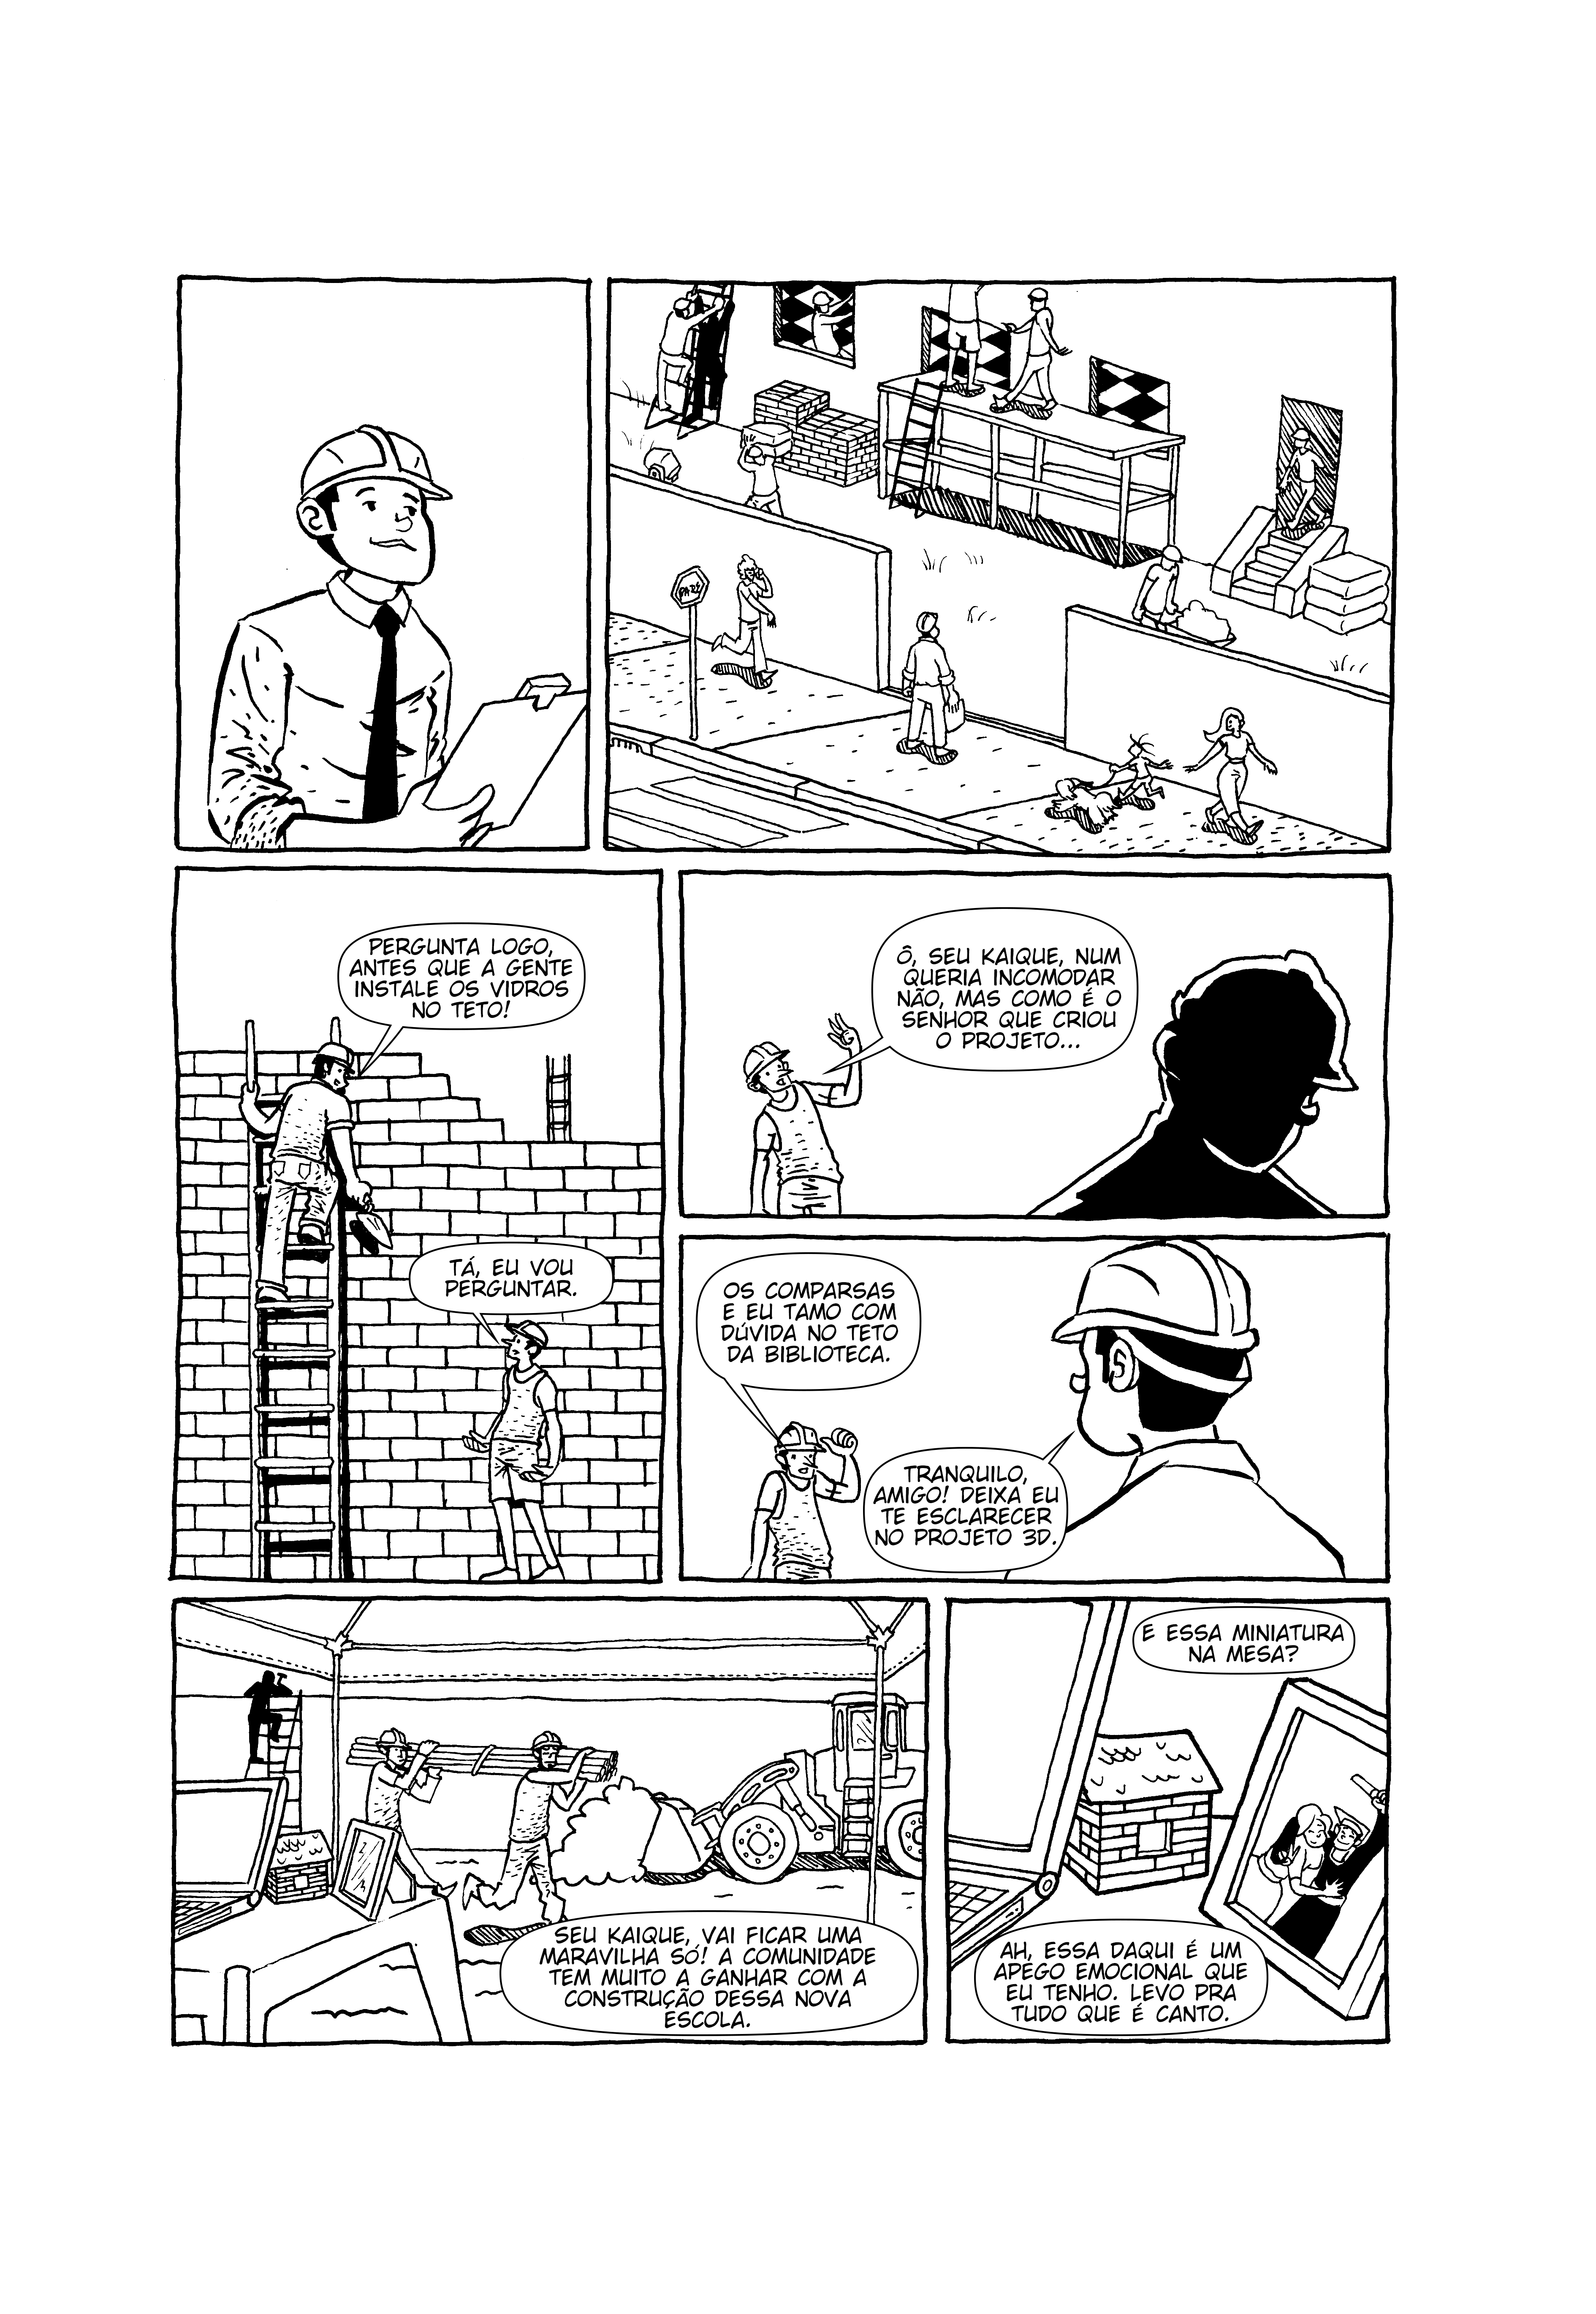 PARE
PERGUNTA LOGO,
ANTES QUE A GENTE
INSTALE OS VIDROS
NO TETO!
TÁ, EU VOU
PERGUNTAR.
Ô, SEU KAIQUE, NUM
QUERIA INCOMODAR
NÃO, MAS COMO É O
SENHOR QUE CRIOU
O PROJETO...
OS COMPARSAS
E EU TAMO COM
DÚVIDA NO TETO
DA BIBLIOTECA.
TRANQUILO,
AMIGO! DEIXA EU
TE ESCLARECER
NO PROJETO 3D.
SEU KAIQUE, VAI FICAR UMA
MARAVILHA SÓ! A COMUNIDADE
TEM MUITO A GANHAR COM A
CONSTRUÇÃO DESSA NOVA
ESCOLA.
E ESSA MINIATURA
NA MESA?
AH, ESSA DAQUI É UM
APEGO EMOCIONAL QUE
EU TENHO. LEVO PRA
TUDO QUE É CANTO.